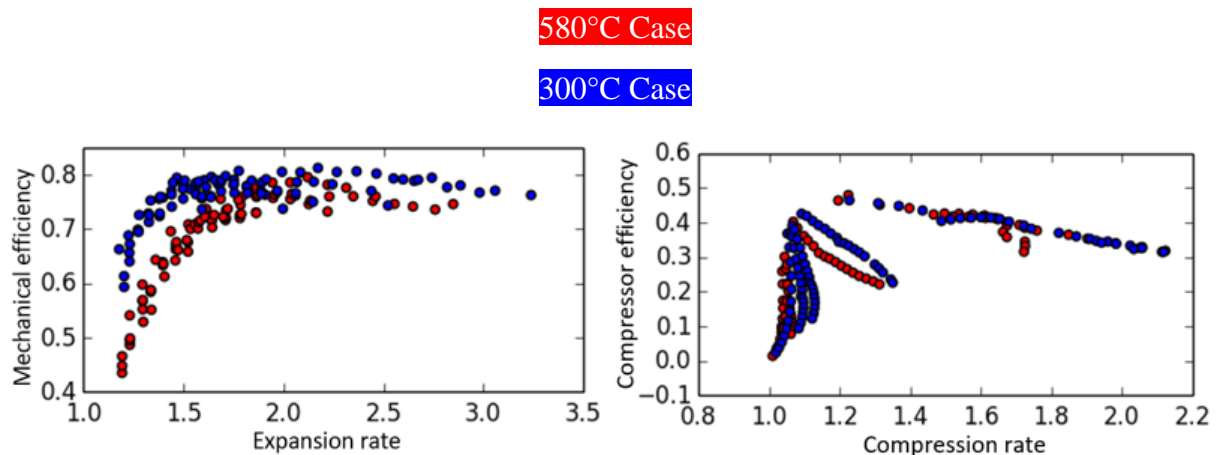 580°C Case
300°C Case
Mechanical efficiency
0.8
0.7
0.6
0.5
0.4
1.0 1.5 2.0 2.5 3.0 3.5
Expansion rate
Compressor efficiency
0.6
0.5
0.4
0.3
0.2
0.1
0.0
−0.1
0.8 1.0 1.2 1.4 1.6 1.8 2.0 2.2
Compression rate